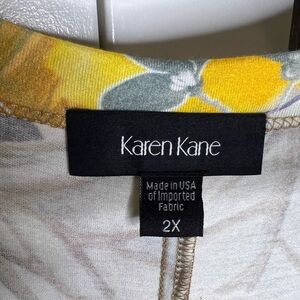 Karen Kane
Made in USA
of Imported
Fabric
2X